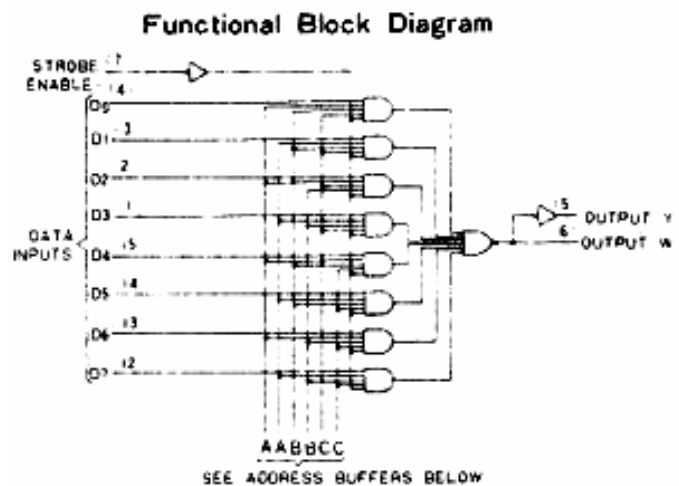 Functional Block Diagram
STROBE 7
ENABLE
D0 4
D1 3
D2 2
D3 1
DATA
INPUTS
D4 15
D5 14
D6 13
D7 12
5 OUTPUT Y
6 OUTPUT W
A A B B C C
SEE ADDRESS BUFFERS BELOW